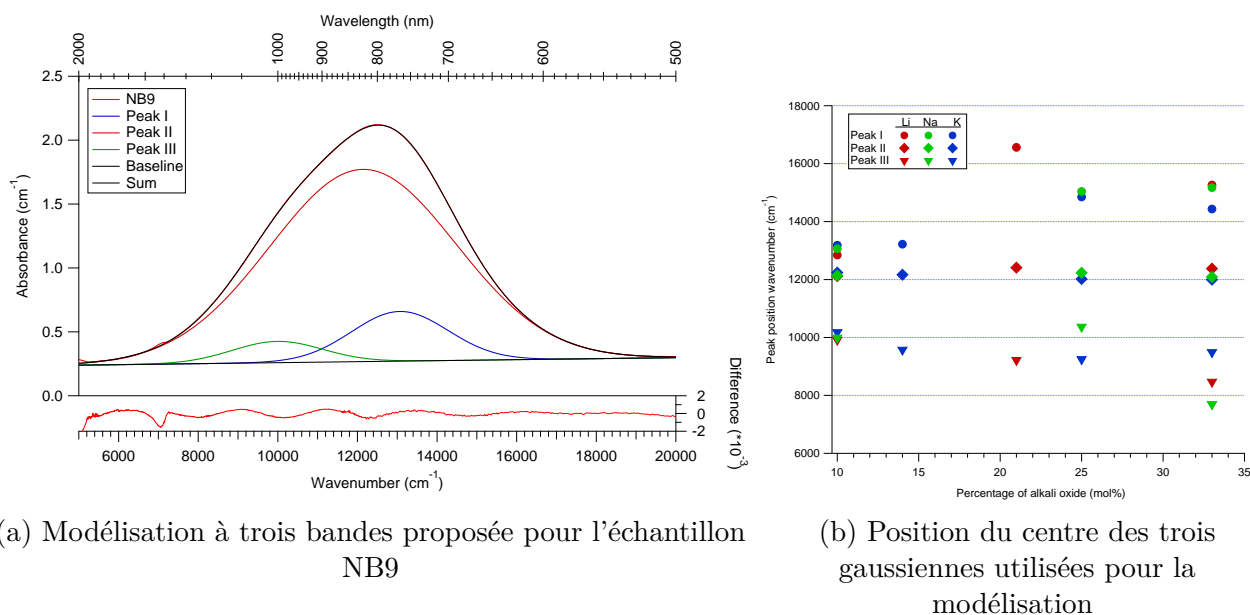 Wavelength (nm)
2000 1000 900 800 700 600 500
2.5
2.0
1.5
1.0
0.5
0.0
Absorbance (cm-1)
NB9
Peak I
Peak II
Peak III
Baseline
Sum
2
0
-2
Difference (*10-3)
6000 8000 10000 12000 14000 16000 18000 20000
Wavenumber (cm-1)
(a) Modélisation à trois bandes proposée pour l'échantillon
NB9
18000
16000
14000
12000
10000
8000
6000
Peak position wavenumber (cm-1)
Li Na K
Peak I
Peak II
Peak III
10 15 20 25 30 35
Percentage of alkali oxide (mol%)
(b) Position du centre des trois
gaussiennes utilisées pour la
modélisation